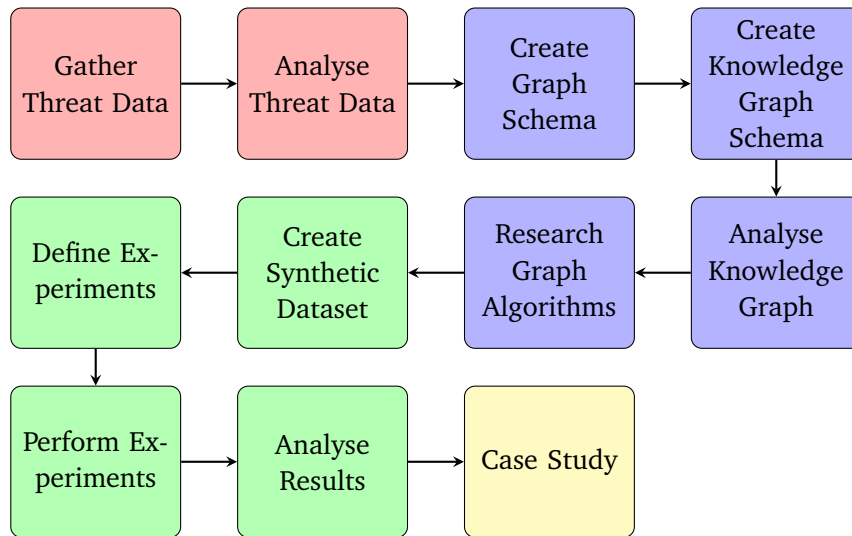 Gather
Threat Data
Analyse
Threat Data
Create
Graph
Schema
Create
Knowledge
Graph
Schema
Define Ex-
periments
Create
Synthetic
Dataset
Research
Graph
Algorithms
Analyse
Knowledge
Graph
Perform Ex-
periments
Analyse
Results
Case Study